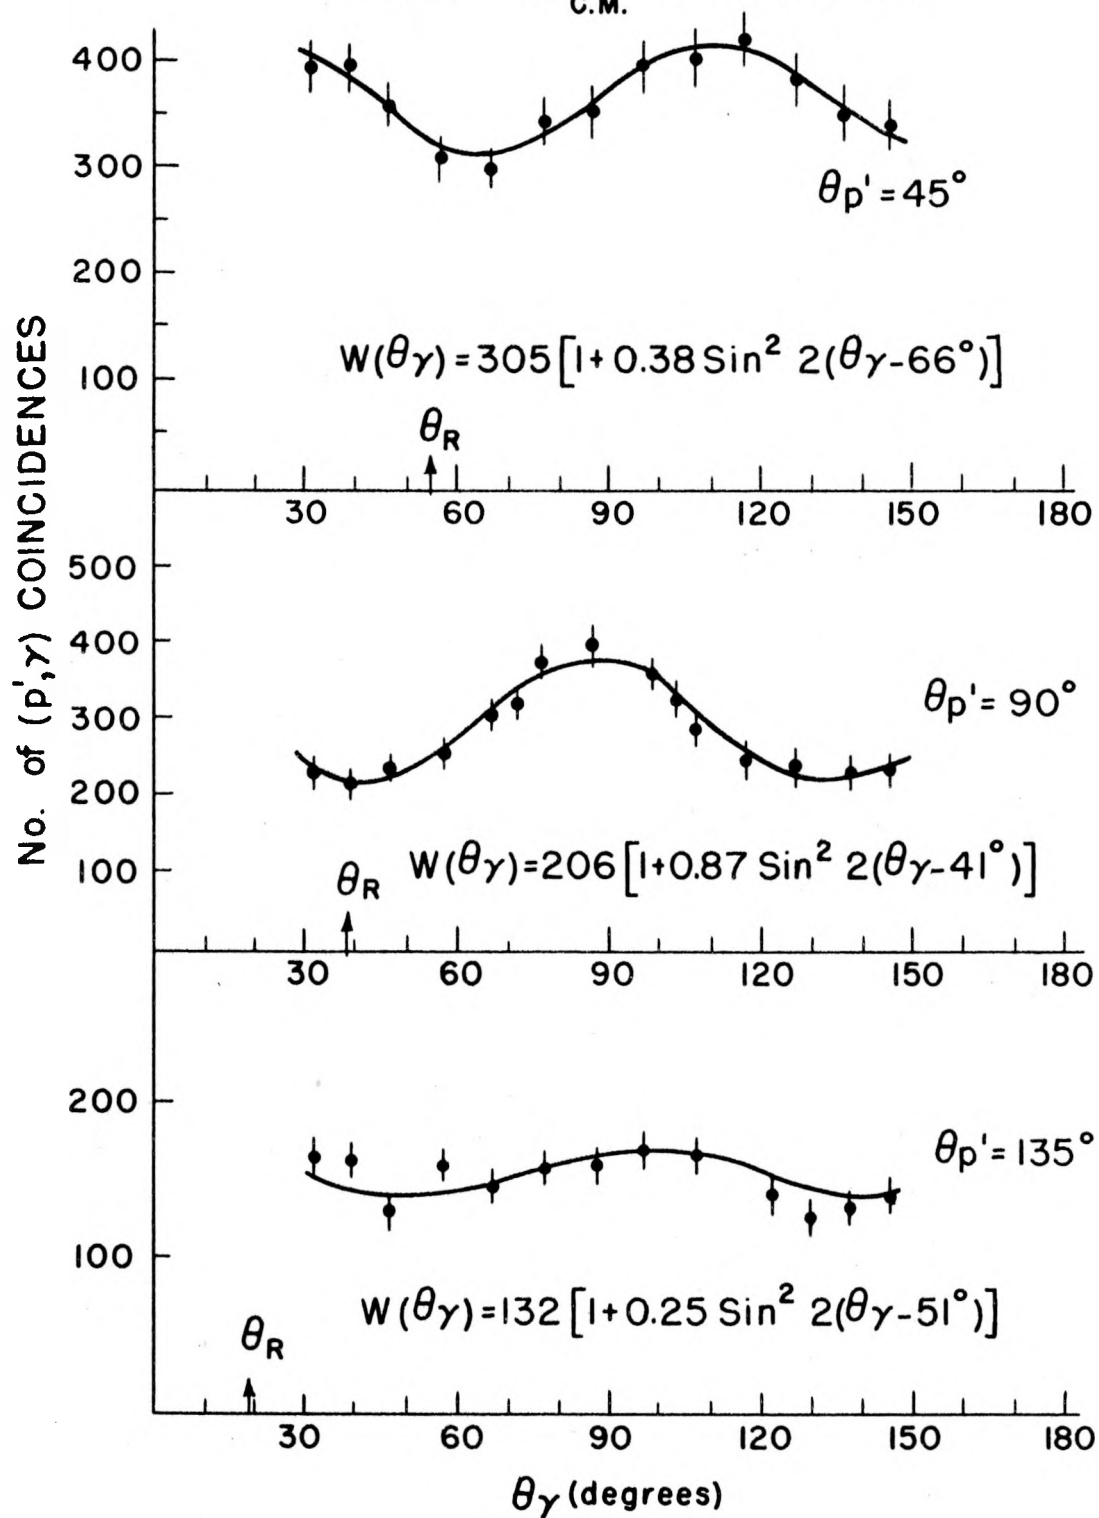 C.M.
No. of (p',γ) COINCIDENCES
400
300
200
100
θp' = 45°
W(θγ) = 305 [1 + 0.38 Sin² 2(θγ-66°)]
θR
30 60 90 120 150 180
500
400
300
200
100
θp' = 90°
W(θγ) = 206 [1+0.87 Sin² 2(θγ-41°)]
θR
30 60 90 120 150 180
200
100
θp' = 135°
W(θγ) = 132 [1+0.25 Sin² 2(θγ-51°)]
θR
30 60 90 120 150 180
θγ (degrees)